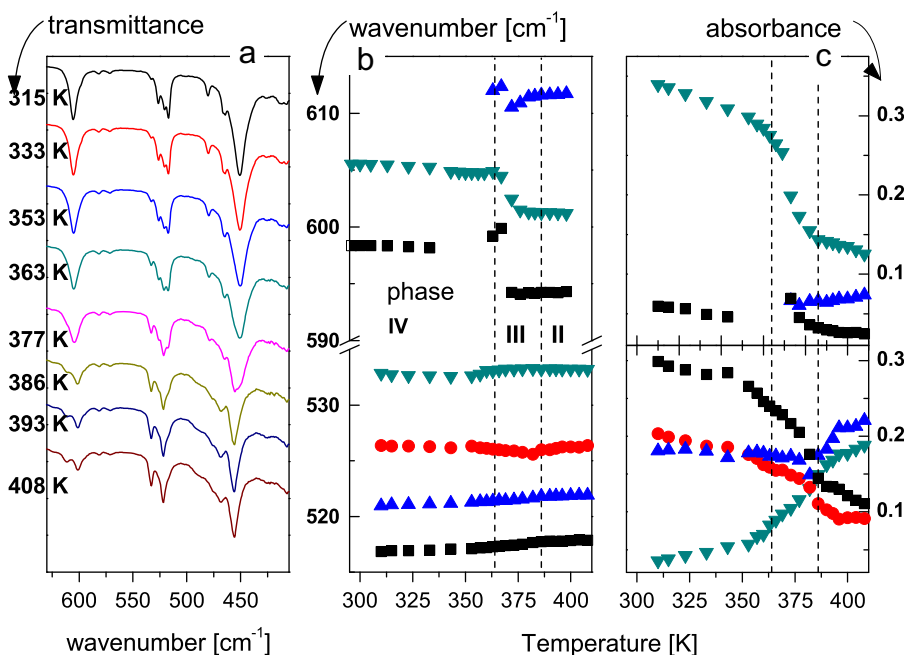 transmittance
a
315 K
333 K
353 K
363 K
377 K
386 K
393 K
408 K
600 550 500 450
wavenumber [cm⁻¹]
wavenumber [cm⁻¹]
b
610
600
590
530
520
phase
IV
III
II
300 325 350 375 400
absorbance
c
0.3
0.2
0.1
0.3
0.2
0.1
300 325 350 375 400
Temperature [K]